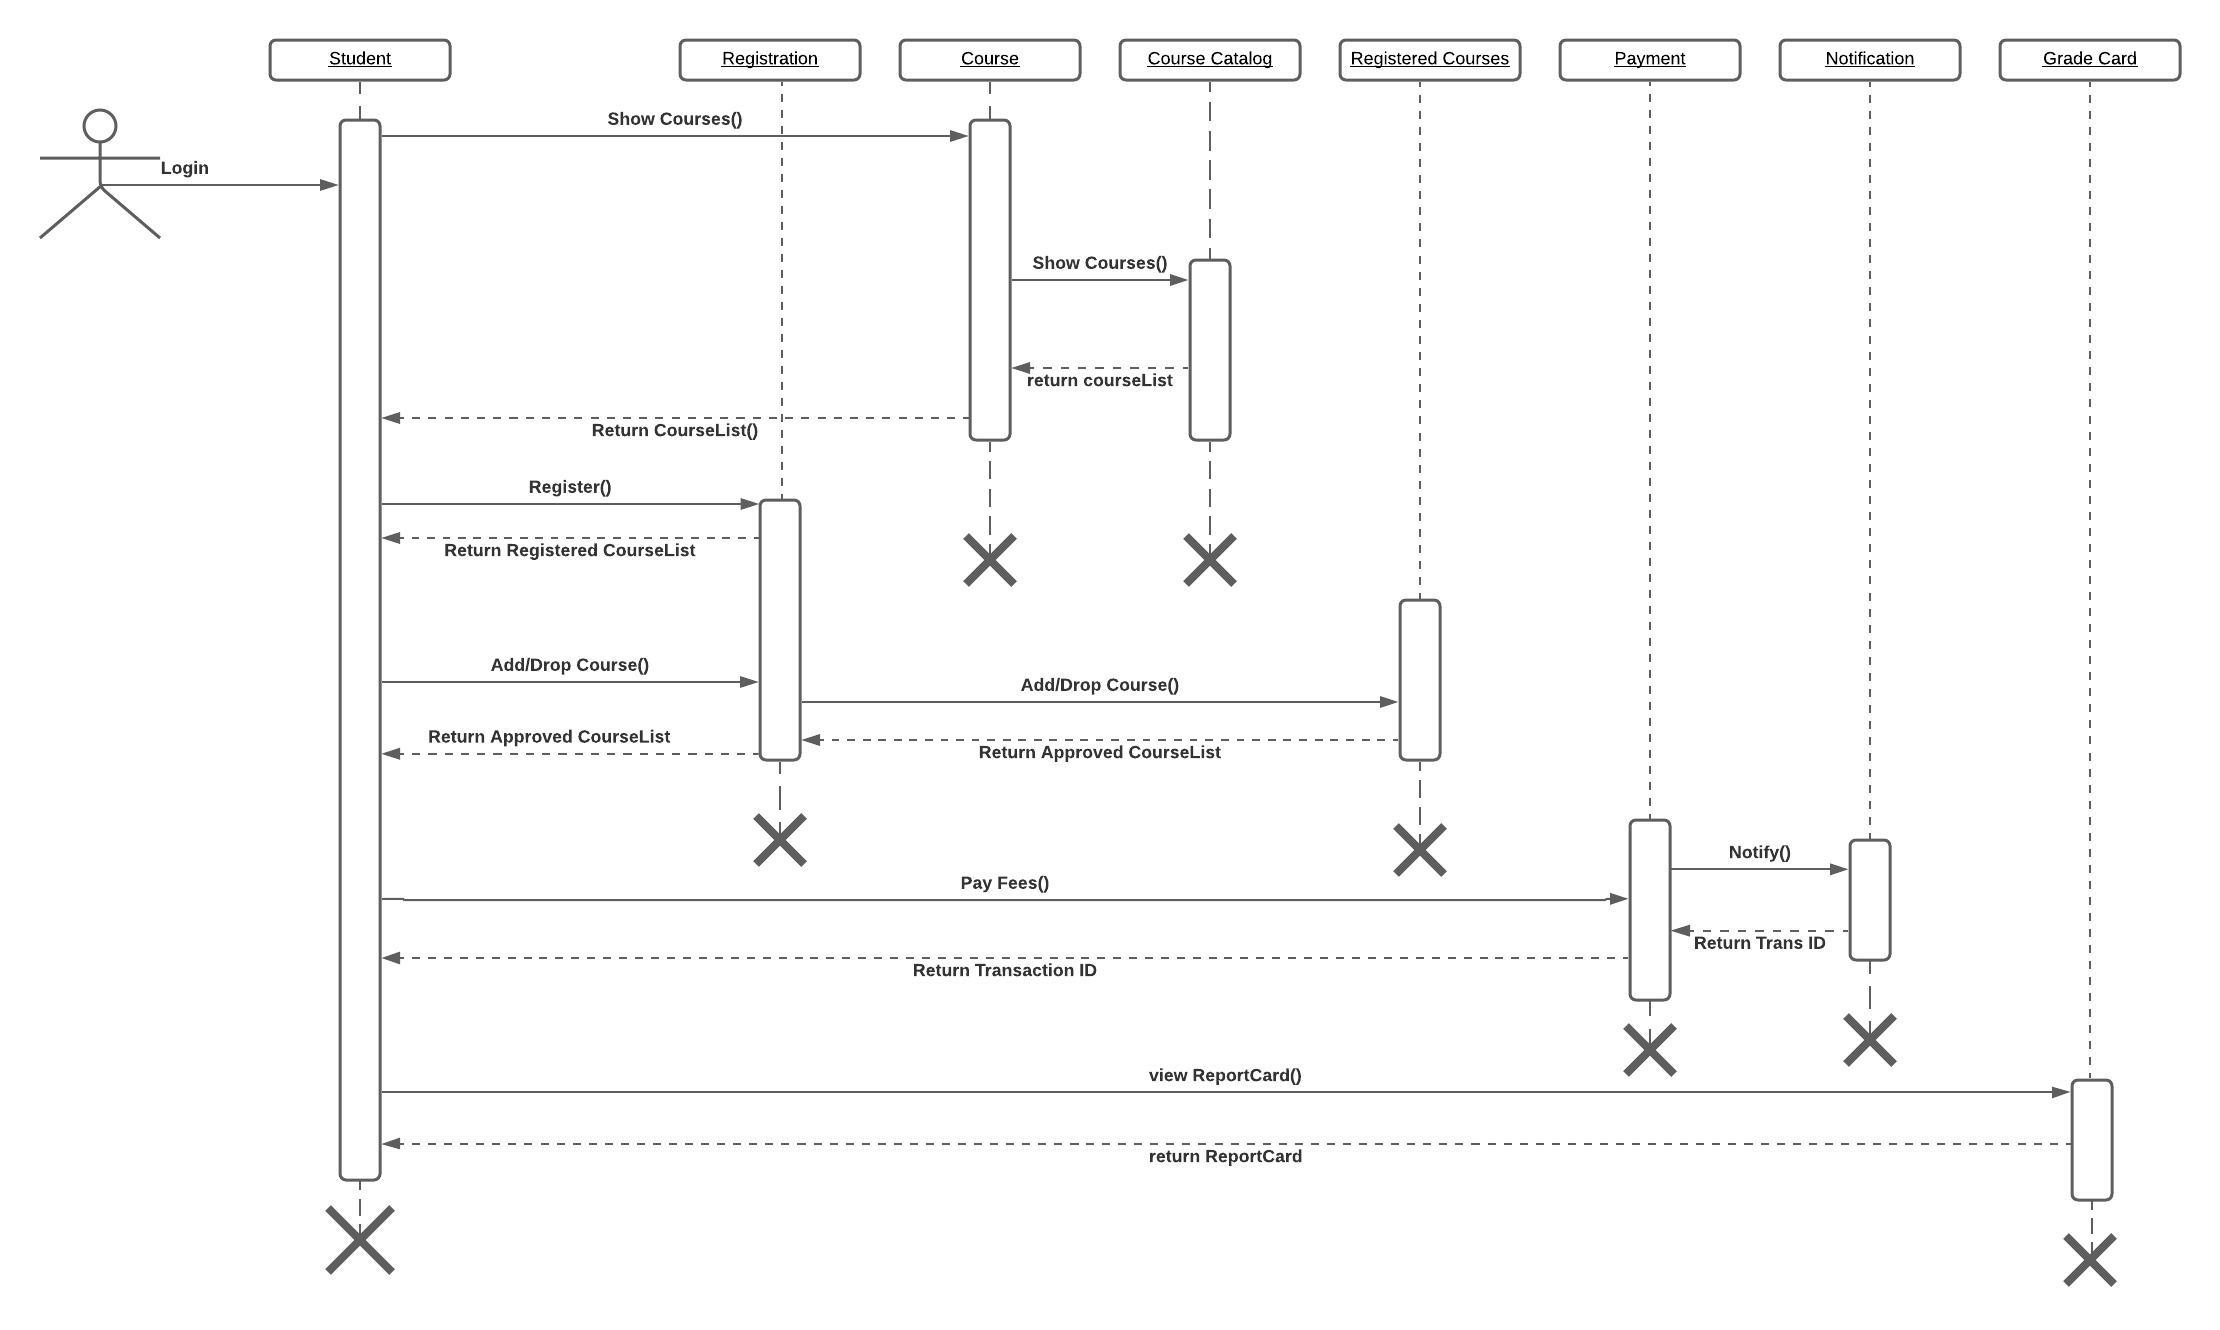 Student
Registration
Course
Course Catalog
Registered Courses
Payment
Notification
Grade Card
Show Courses()
Login
Show Courses()
return courseList
Return CourseList()
Register()
Return Registered CourseList
Add/Drop Course()
Add/Drop Course()
Return Approved CourseList
Return Approved CourseList
Notify()
Pay Fees()
Return Trans ID
Return Transaction ID
view ReportCard()
return ReportCard